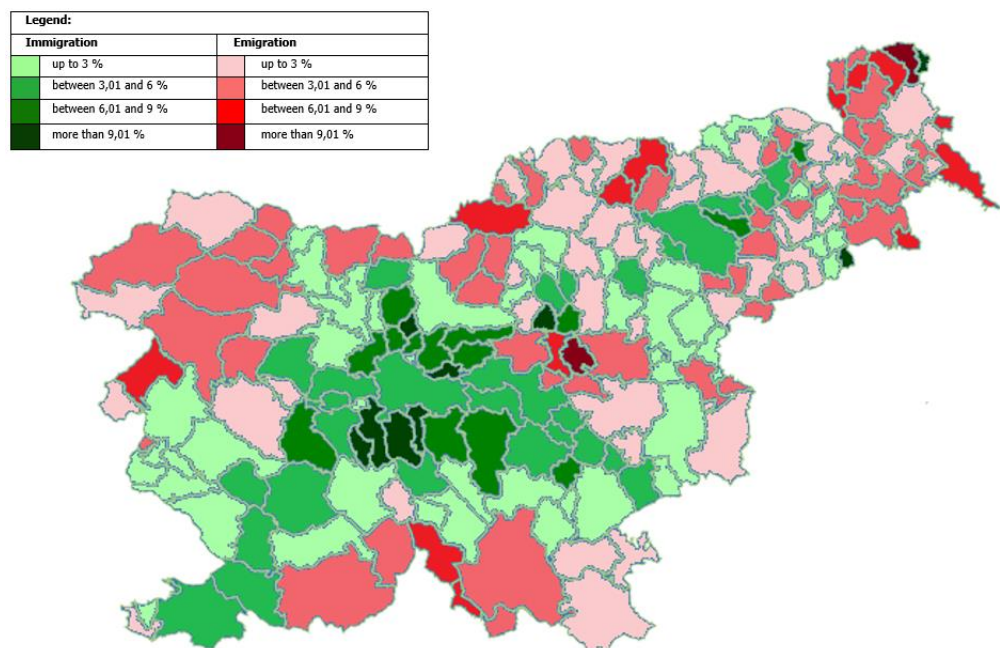 Legend:
Immigration Emigration
up to 3 % up to 3 %
between 3,01 and 6 % between 3,01 and 6 %
between 6,01 and 9 % between 6,01 and 9 %
more than 9,01 % more than 9,01 %